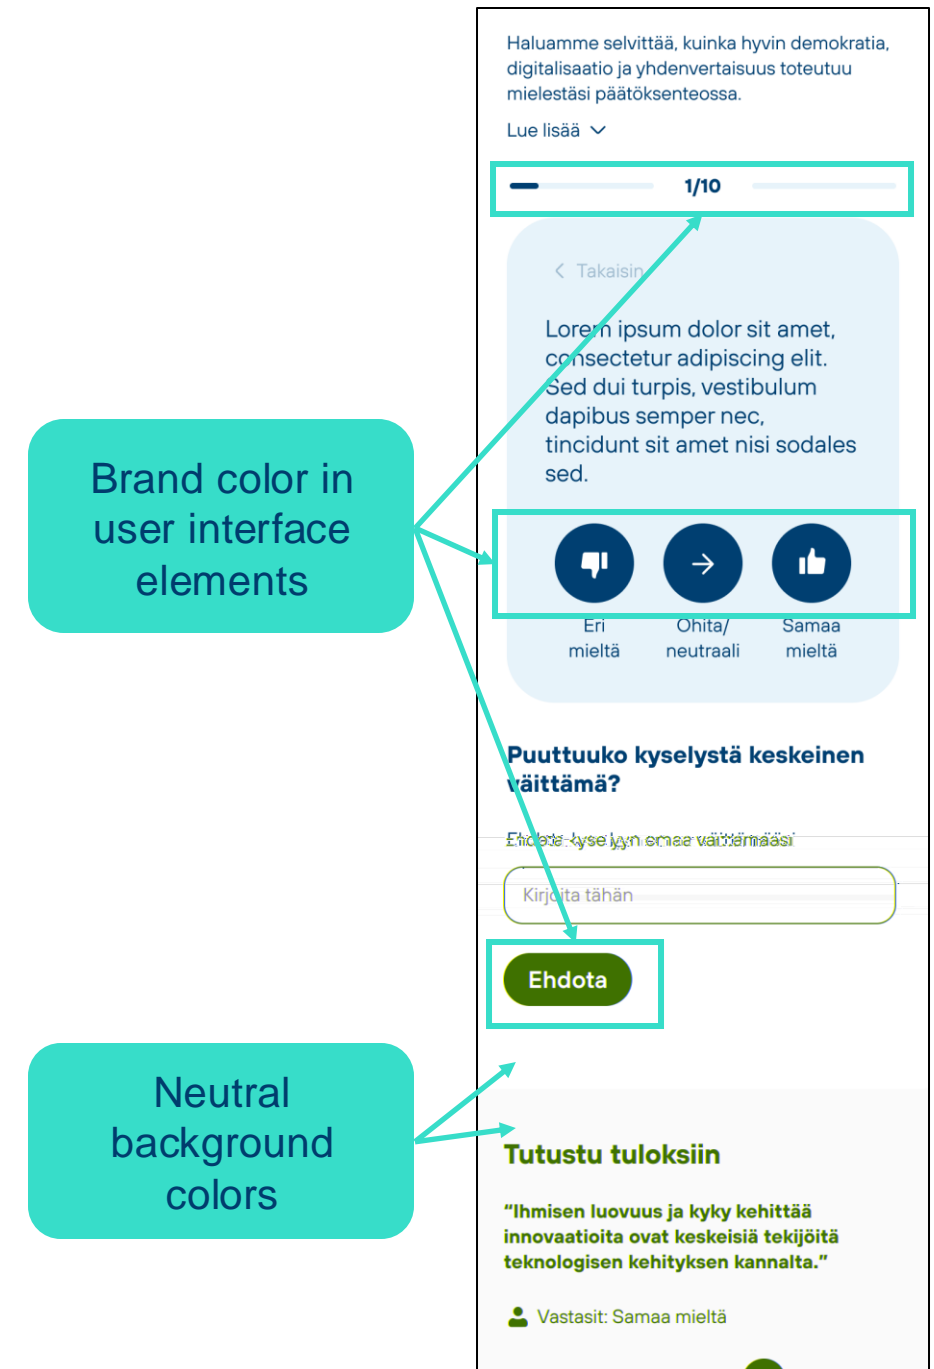 Haluamme selvittää, kuinka hyvin demokratia,
digitalisaatio ja yhdenvertaisuus toteutuu
mielestäsi päätöksenteossa.
Lue lisää
1/10
Takaisin
Lorem ipsum dolor sit amet,
consectetur adipiscing elit.
Sed dui turpis, vestibulum
dapibus semper nec,
tincidunt sit amet nisi sodales
sed.
Brand color in
user interface
elements
Eri
mieltä
Ohita/
neutraali
Samaa
mieltä
Puuttuuko kyselystä keskeinen
väittämä?
Ehdota kyselyyn omaa väittämääsi
Kirjoita tähän
Ehdota
Neutral
background
colors
Tutustu tuloksiin
“Ihmisen luovuus ja kyky kehittää
innovaatioita ovat keskeisiä tekijöitä
teknologisen kehityksen kannalta.”
Vastasit: Samaa mieltä